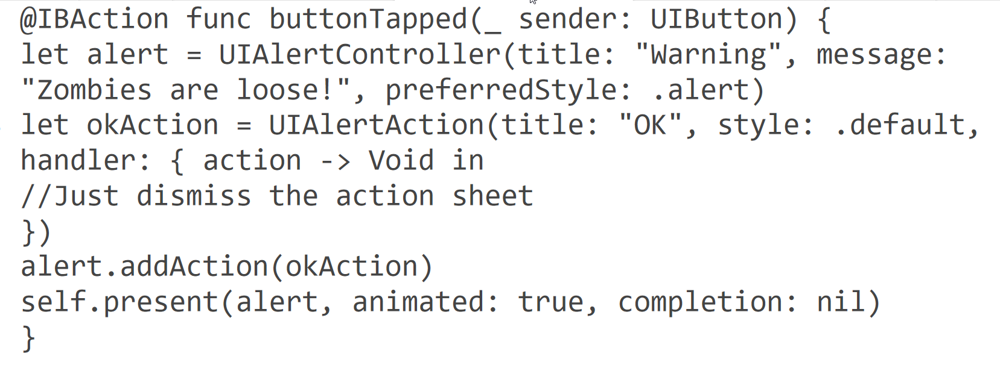 @IBAction func buttonTapped(_ sender: UIButton) {
let alert = UIAlertController(title: "Warning", message:
"Zombies are loose!", preferredStyle: .alert)
let okAction = UIAlertAction(title: "OK", style: .default,
handler: { action -> Void in
//Just dismiss the action sheet
})
alert.addAction(okAction)
self.present(alert, animated: true, completion: nil)
}